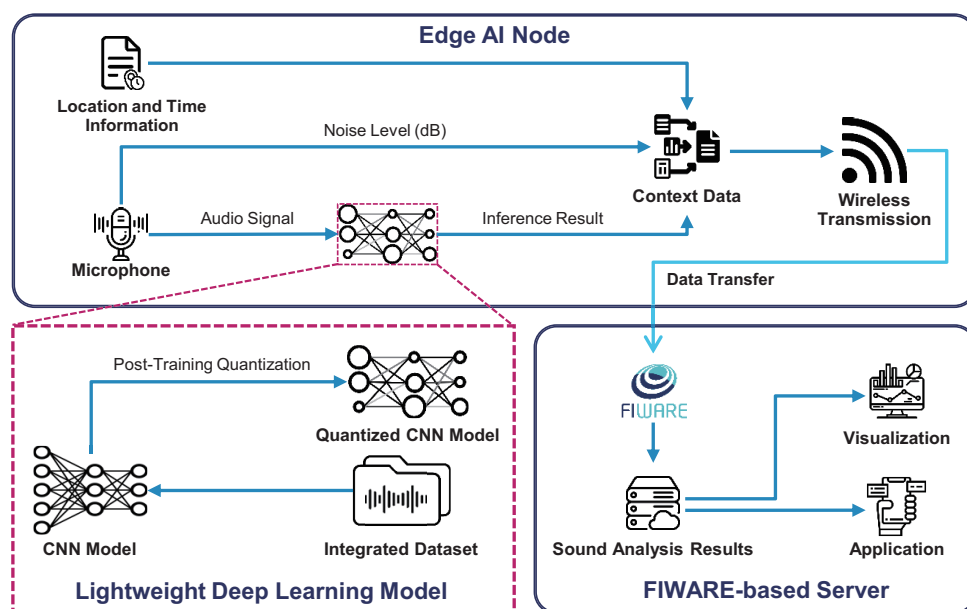 Edge AI Node
Location and Time
Information
Noise Level (dB)
Context Data
Wireless
Transmission
Audio Signal
Inference Result
Microphone
Data Transfer
Post-Training Quantization
Quantized CNN Model
CNN Model
Integrated Dataset
Lightweight Deep Learning Model
FIWARE
Visualization
Sound Analysis Results
Application
FIWARE-based Server